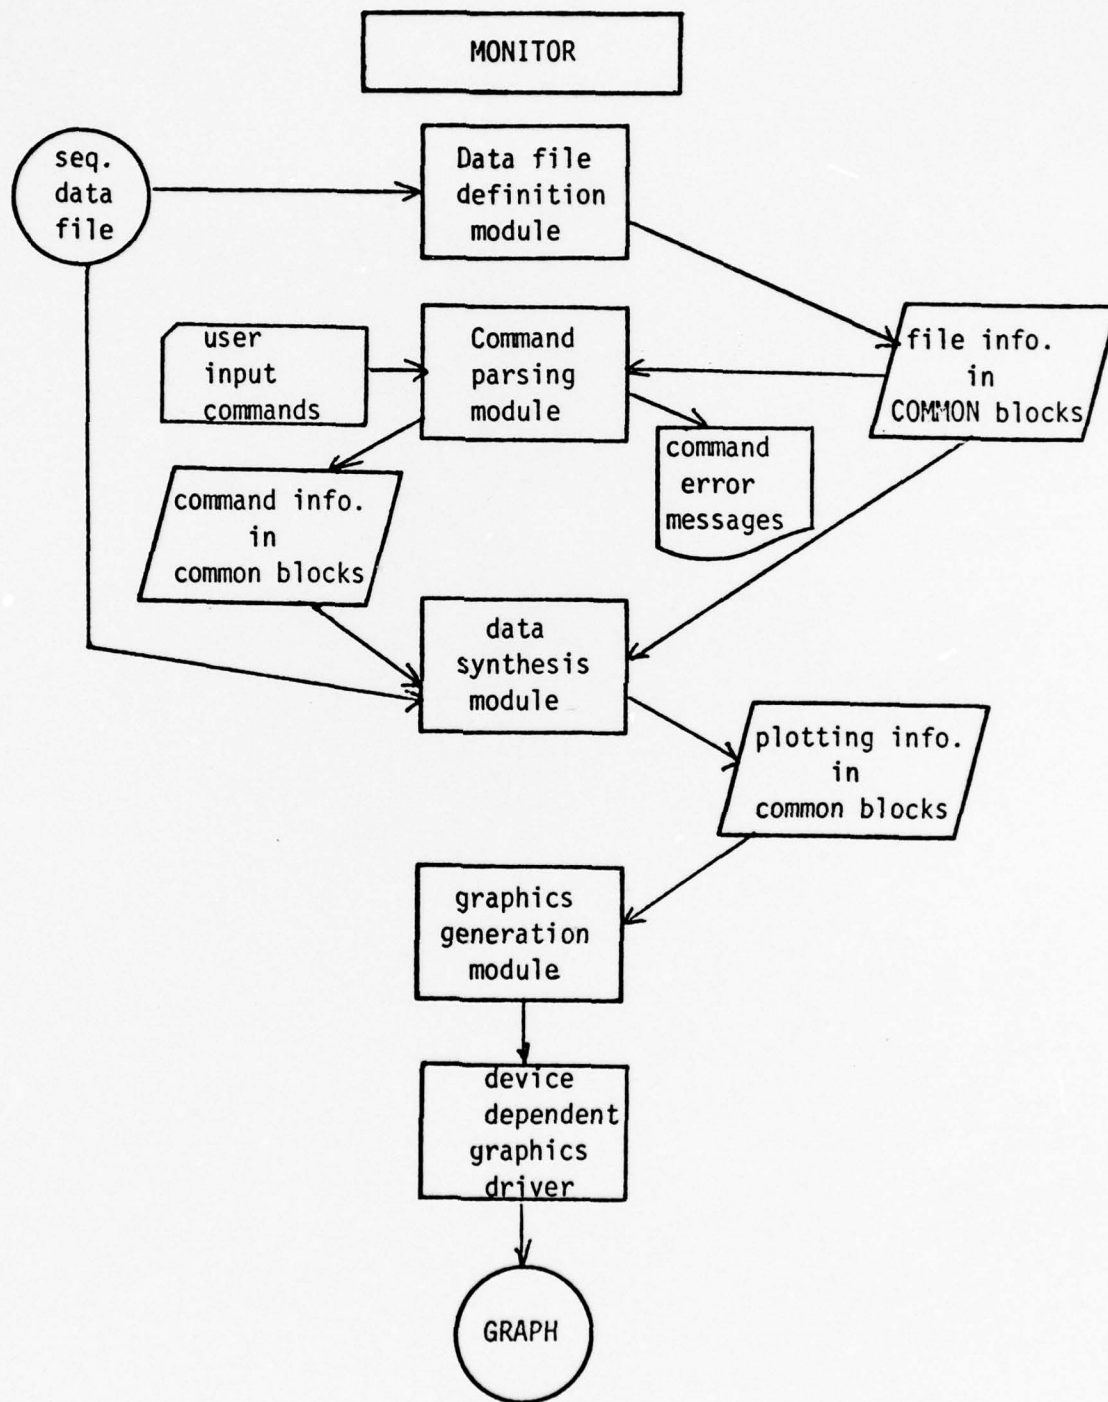 MONITOR
seq.
data
file
Data file
definition
module
user
input
commands
Command
parsing
module
file info.
in
COMMON blocks
command
error
messages
command info.
in
common blocks
data
synthesis
module
plotting info.
in
common blocks
graphics
generation
module
device
dependent
graphics
driver
GRAPH